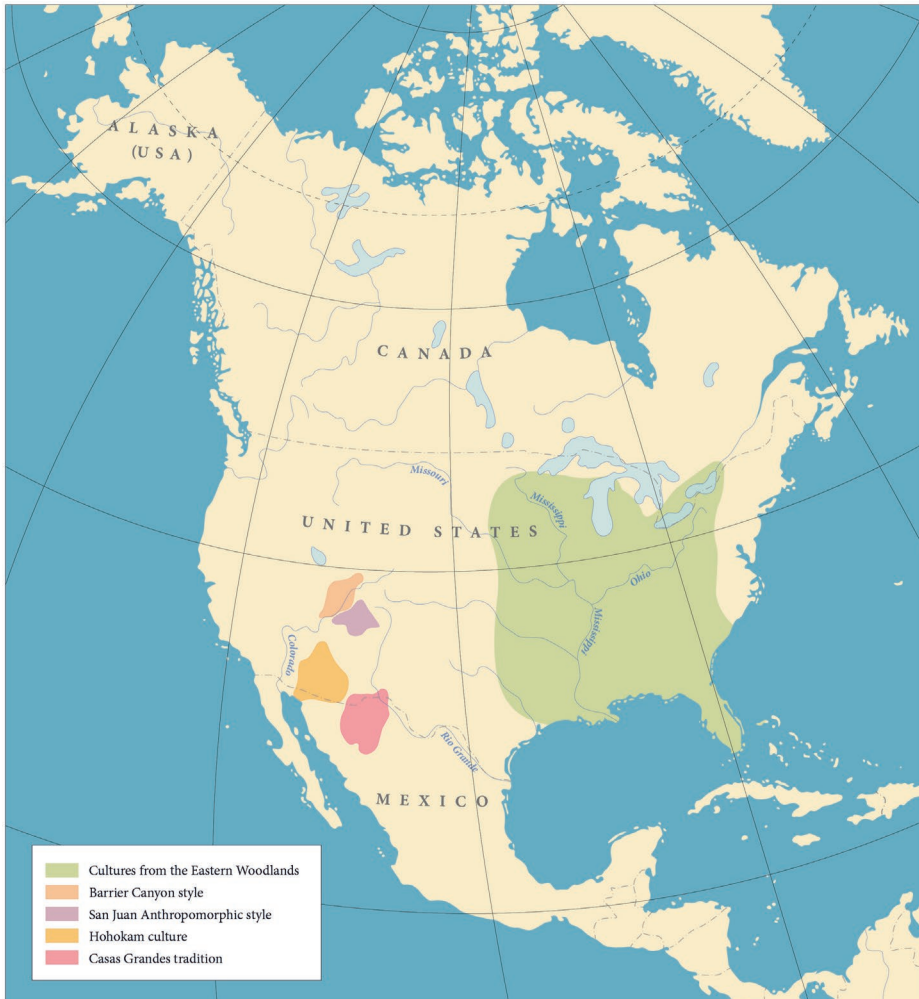 ALASKA
(USA)
CANADA
Missouri
Mississippi
UNITED STATES
Ohio
Mississippi
Colorado
Rio Grande
MEXICO
Cultures from the Eastern Woodlands
Barrier Canyon style
San Juan Anthropomorphic style
Hohokam culture
Casas Grandes tradition